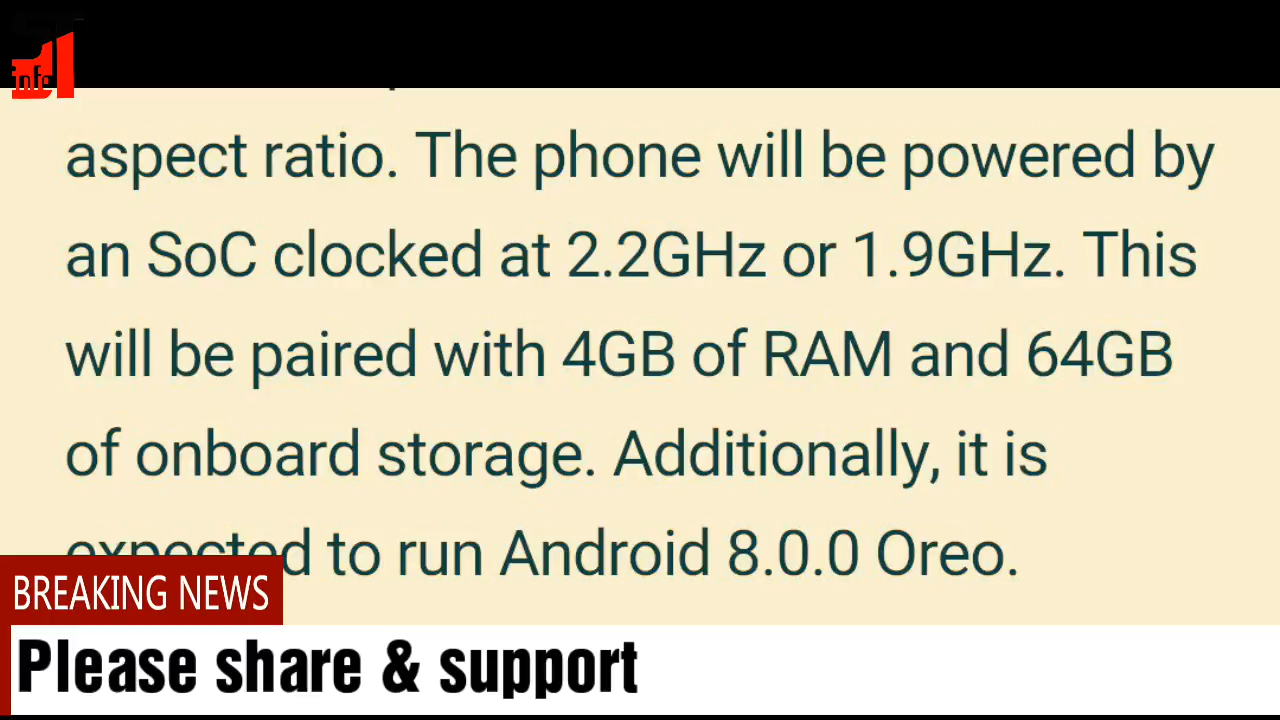 info
aspect ratio. The phone will be powered by
an SoC clocked at 2.2GHz or 1.9GHz. This
will be paired with 4GB of RAM and 64GB
of onboard storage. Additionally, it is
expected to run Android 8.0.0 Oreo.
BREAKING NEWS
Please share & support